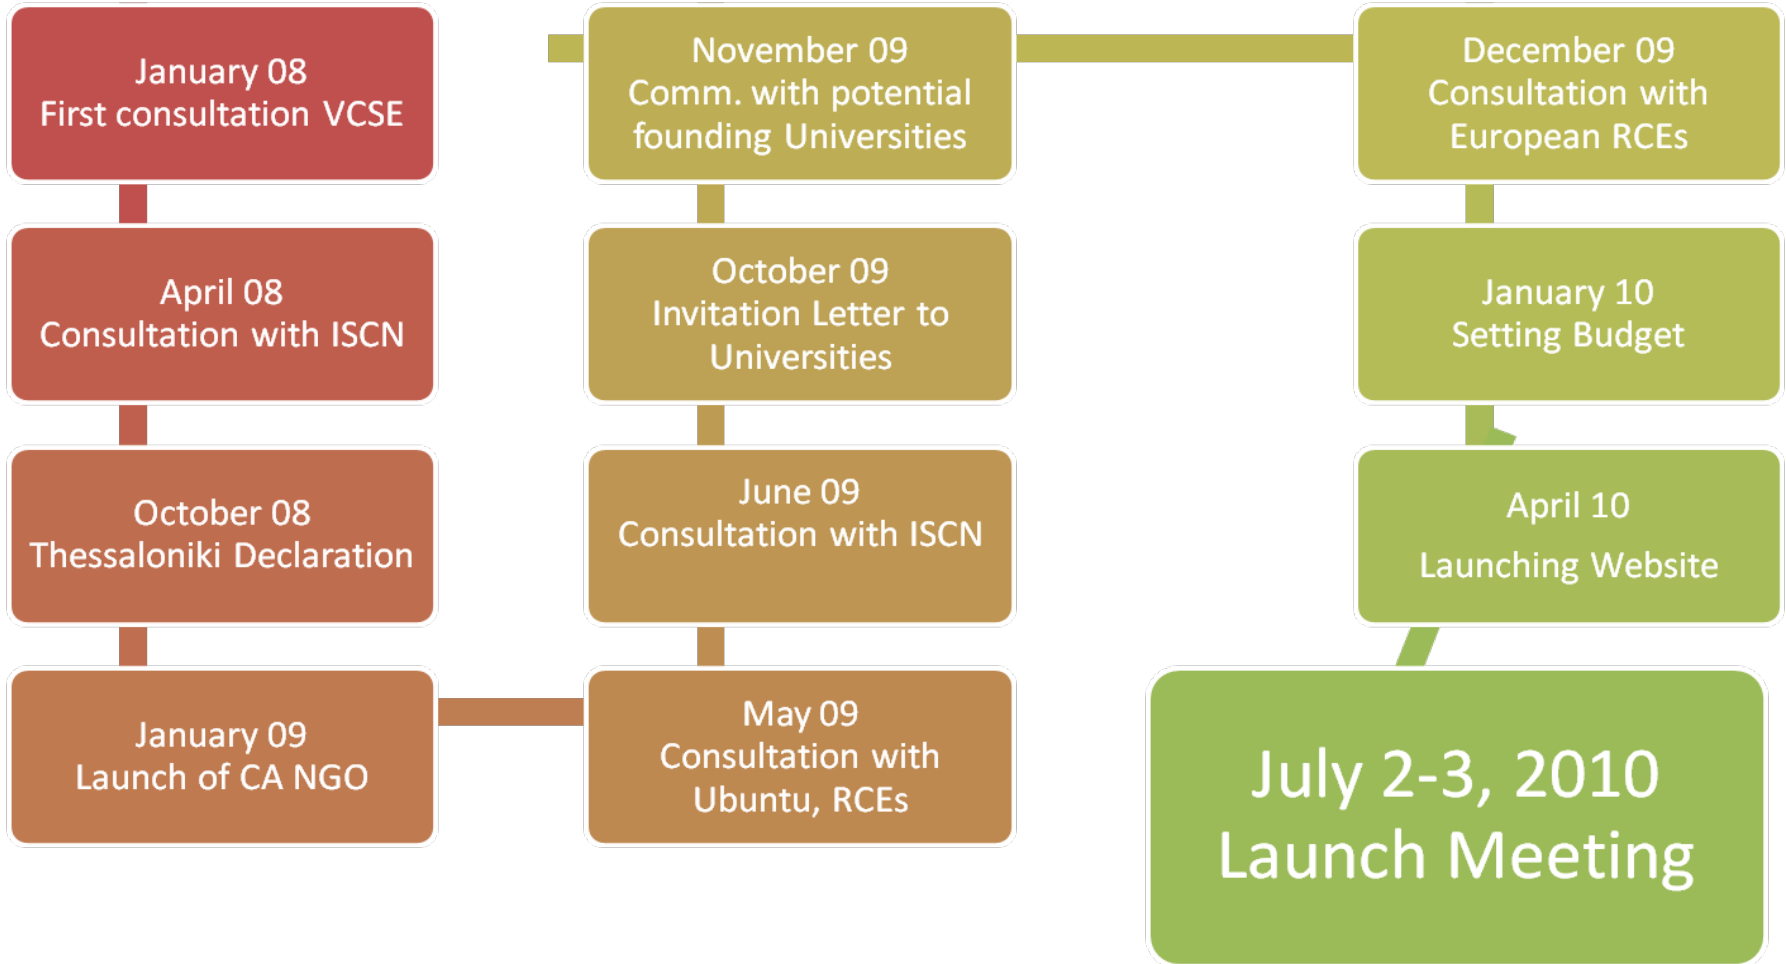 January 08
First consultation VCSE
April 08
Consultation with ISCN
October 08
Thessaloniki Declaration
January 09
Launch of CA NGO
May 09
Consultation with
Ubuntu, RCEs
June 09
Consultation with ISCN
October 09
Invitation Letter to
Universities
November 09
Comm. with potential
founding Universities
December 09
Consultation with
European RCEs
January 10
Setting Budget
April 10
Launching Website
July 2-3, 2010
Launch Meeting